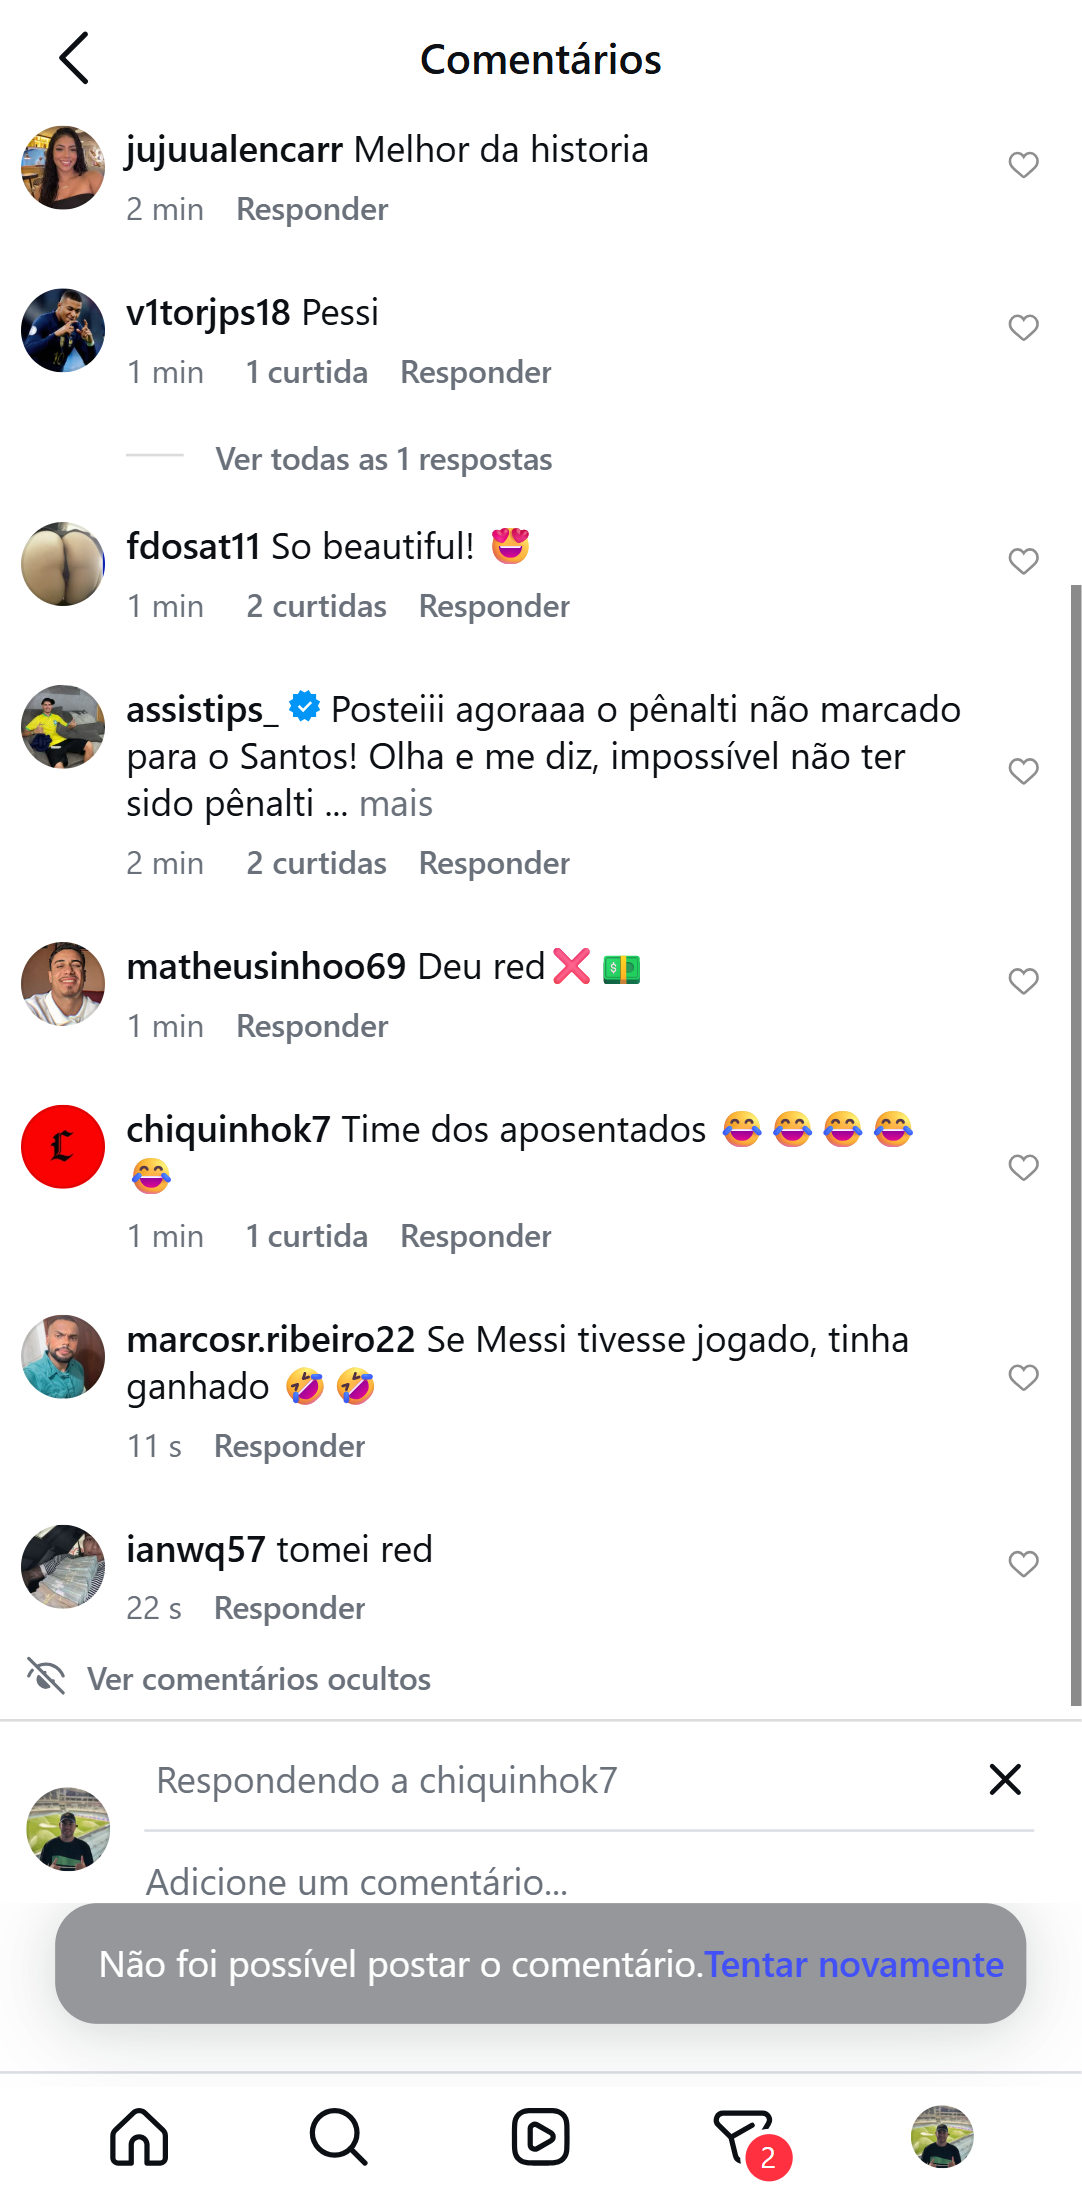 Comentários
jujuualencarr Melhor da historia
2 min Responder
v1torjps18 Pessi
1 min 1 curtida Responder
Ver todas as 1 respostas
fdosat11 So beautiful! 😍
1 min 2 curtidas Responder
assistips_ Posteiii agoraaa o pênalti não marcado
para o Santos! Olha e me diz, impossível não ter
sido pênalti ... mais
2 min 2 curtidas Responder
matheusinhoo69 Deu red❌💵
1 min Responder
chiquinhok7 Time dos aposentados 😂😂😂😂
😂
1 min 1 curtida Responder
marcosr.ribeiro22 Se Messi tivesse jogado, tinha
ganhado 🤣🤣
11 s Responder
ianwq57 tomei red
22 s Responder
Ver comentários ocultos
Respondendo a chiquinhok7
Adicione um comentário...
Não foi possível postar o comentário.Tentar novamente
2